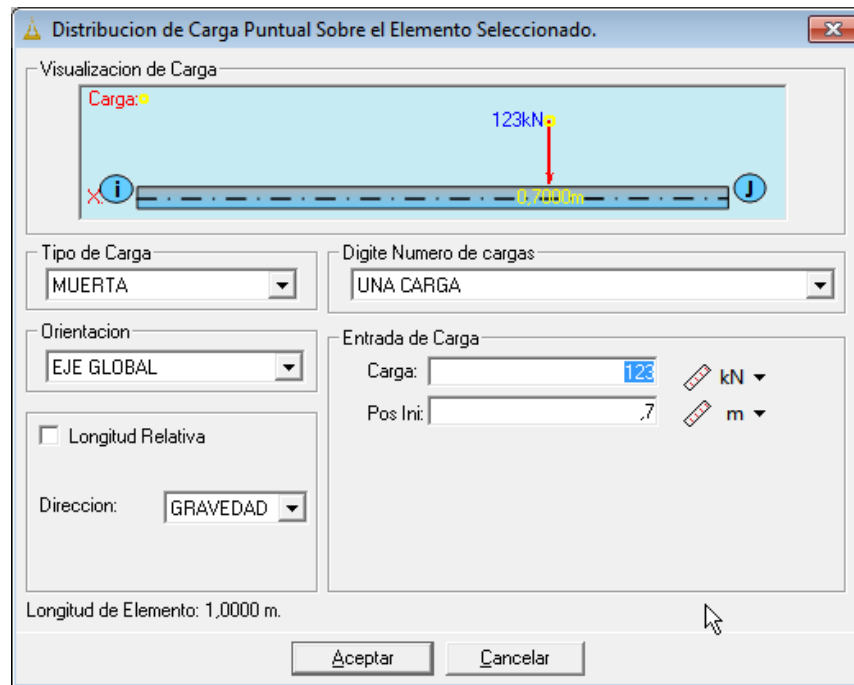 Distribucion de Carga Puntual Sobre el Elemento Seleccionado.
Visualizacion de Carga
Carga:
123kN
X:
i
0,7000m
J
Tipo de Carga
MUERTA
Digite Numero de cargas
UNA CARGA
Orientacion
EJE GLOBAL
Entrada de Carga
Carga: 123 kN
Pos Ini: ,7 m
Longitud Relativa
Direccion: GRAVEDAD
Longitud de Elemento: 1,0000 m.
Aceptar Cancelar